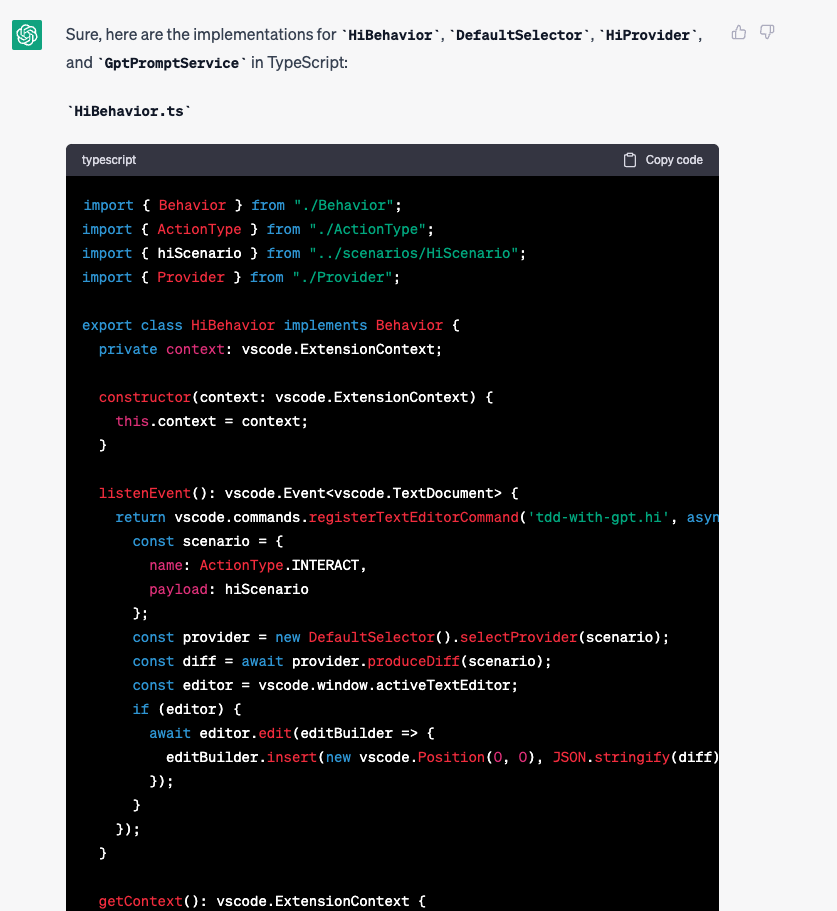 Sure, here are the implementations for `HiBehavior`, `DefaultSelector`, `HiProvider`,
and `GptPromptService` in TypeScript:
`HiBehavior.ts`
typescript
Copy code
import { Behavior } from "./Behavior";
import { ActionType } from "./ActionType";
import { hiScenario } from "../scenarios/HiScenario";
import { Provider } from "./Provider";
export class HiBehavior implements Behavior {
  private context: vscode.ExtensionContext;
  constructor(context: vscode.ExtensionContext) {
    this.context = context;
  }
  listenEvent(): vscode.Event<vscode.TextDocument> {
    return vscode.commands.registerTextEditorCommand('tdd-with-gpt.hi', asyn
      const scenario = {
        name: ActionType.INTERACT,
        payload: hiScenario
      };
      const provider = new DefaultSelector().selectProvider(scenario);
      const diff = await provider.produceDiff(scenario);
      const editor = vscode.window.activeTextEditor;
      if (editor) {
        await editor.edit(editBuilder => {
          editBuilder.insert(new vscode.Position(0, 0), JSON.stringify(diff)
        });
      }
    });
  }
  getContext(): vscode.ExtensionContext {